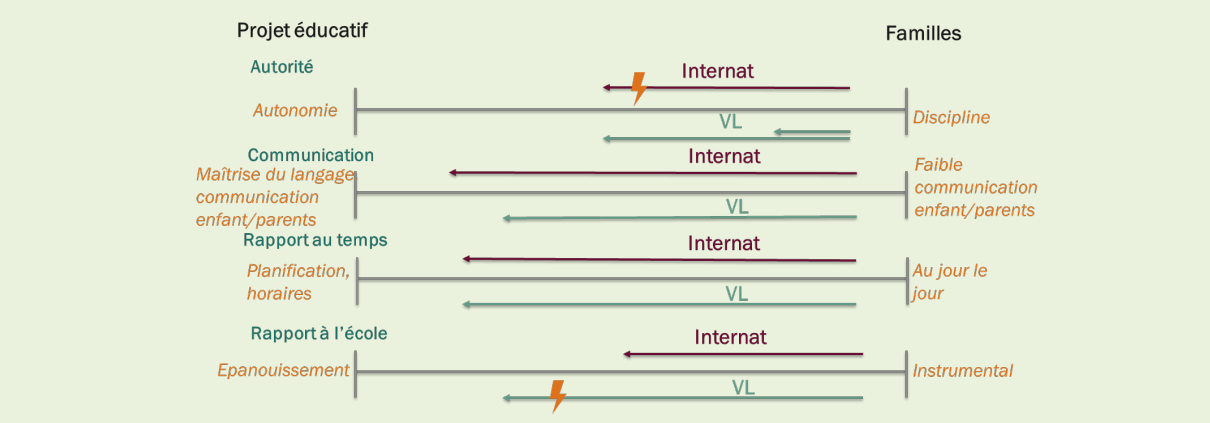 Projet éducatif
Familles
Autorité
Internat
Autonomie
Discipline
VL
Communication
Internat
Maîtrise du langage
communication
enfant/parents
Faible
communication
enfant/parents
VL
Rapport au temps
Internat
Planification,
horaires
Au jour le
jour
VL
Rapport à l'école
Internat
Epanouissement
Instrumental
VL